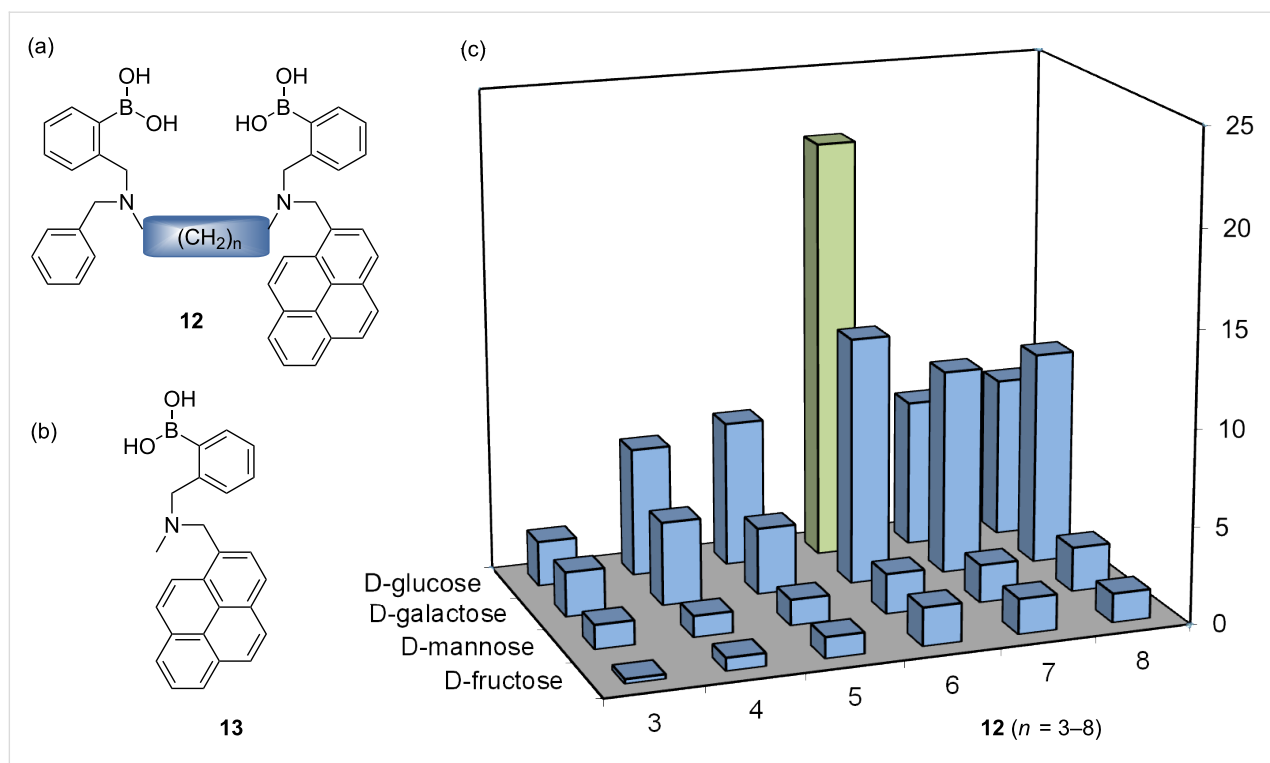 (a)
OH
B
OH
OH
B
HO
N
N
(CH2)n
12
(b)
OH
B
HO
N
13
(c)
25
20
15
10
5
0
D-glucose
D-galactose
D-mannose
D-fructose
3
4
5
6
7
8
12 (n = 3–8)